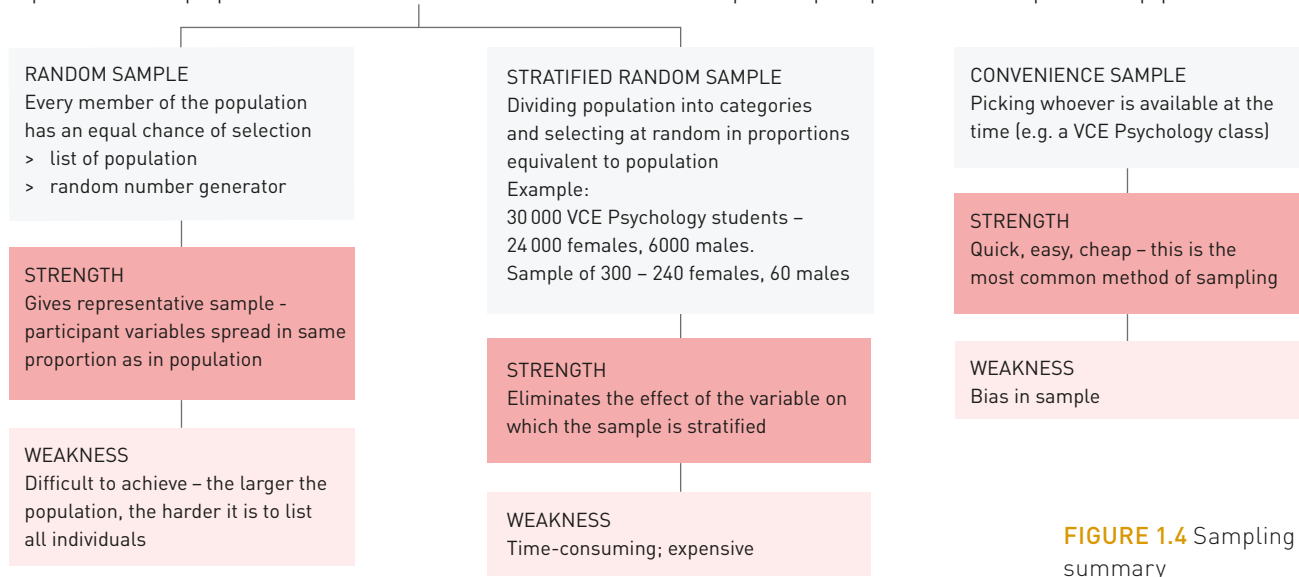 RANDOM SAMPLE
Every member of the population
has an equal chance of selection
> list of population
> random number generator
STRENGTH
Gives representative sample -
participant variables spread in same
proportion as in population
WEAKNESS
Difficult to achieve – the larger the
population, the harder it is to list
all individuals
STRATIFIED RANDOM SAMPLE
Dividing population into categories
and selecting at random in proportions
equivalent to population
Example:
30 000 VCE Psychology students –
24 000 females, 6000 males.
Sample of 300 – 240 females, 60 males
STRENGTH
Eliminates the effect of the variable on
which the sample is stratified
WEAKNESS
Time-consuming; expensive
CONVENIENCE SAMPLE
Picking whoever is available at the
time (e.g. a VCE Psychology class)
STRENGTH
Quick, easy, cheap – this is the
most common method of sampling
WEAKNESS
Bias in sample
FIGURE 1.4 Sampling
summary